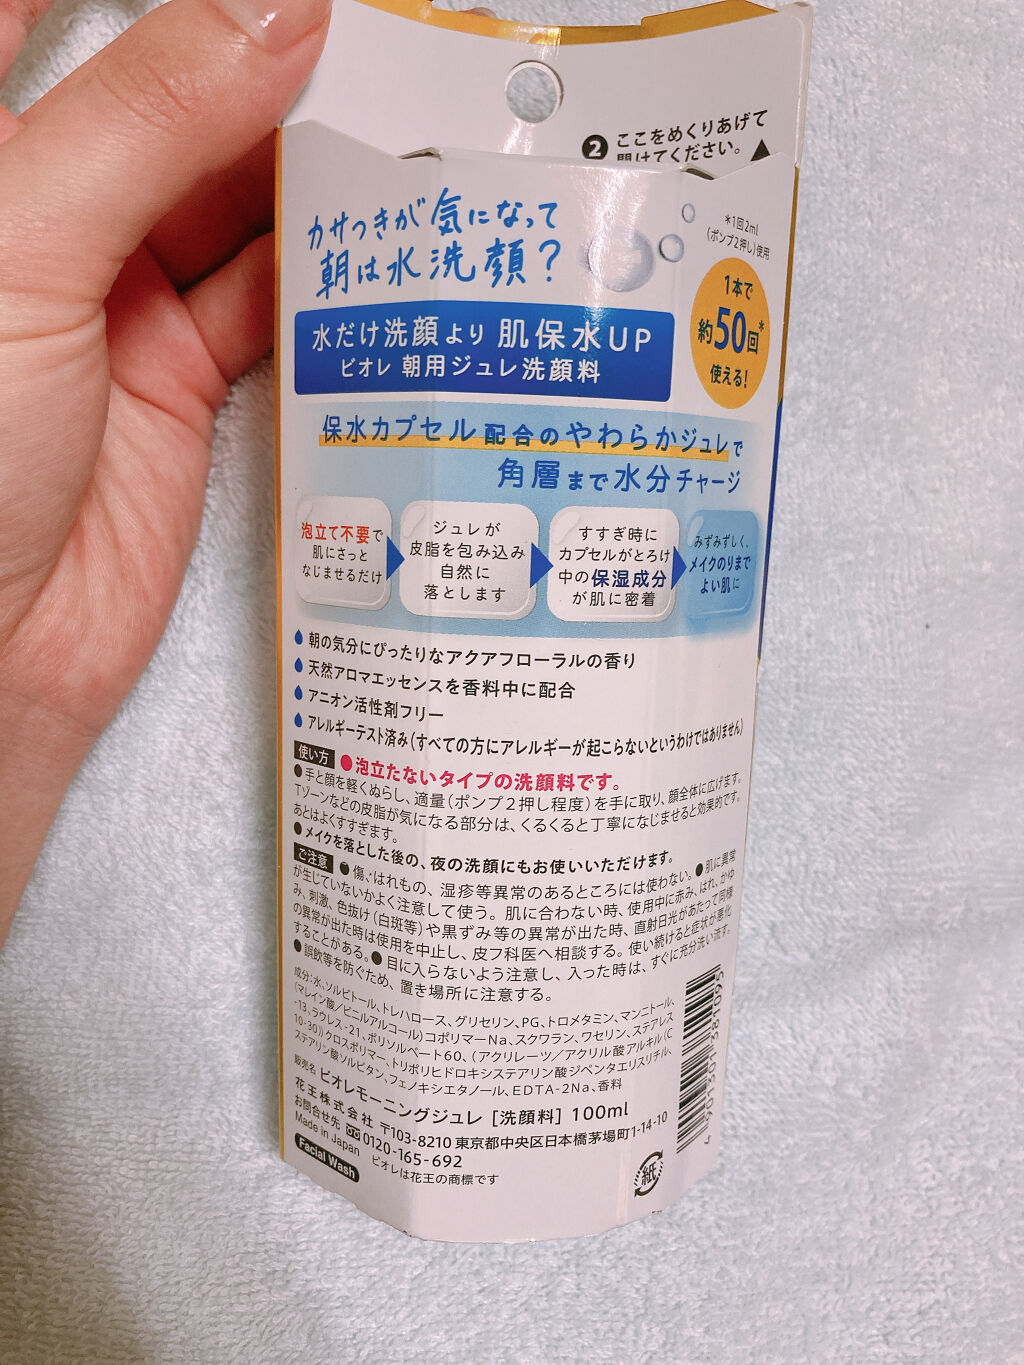 2 ここをめくりあげて
開けてください。▲
カサつきが気になって
朝は水洗顔?
*1回2ml
(ポンプ2押し)使用
1本で
約50回*
使える!
水だけ洗顔より 肌保水UP
ビオレ 朝用ジュレ洗顔料
保水カプセル配合のやわらかジュレで
角層まで水分チャージ
泡立て不要で
肌にさっと
なじませるだけ
ジュレが
皮脂を包み込み
自然に
落とします
すすぎ時に
カプセルがとろけ
中の保湿成分
が肌に密着
みずみずしく、
メイクのりまで
よい肌に
朝の気分にぴったりなアクアフローラルの香り
天然アロマエッセンスを香料中に配合
アニオン活性剤フリー
アレルギーテスト済み(すべての方にアレルギーが起こらないというわけではありません)
使い方 ●泡立たないタイプの洗顔料です。
●手と顔を軽くぬらし、適量(ポンプ2押し程度)を手に取り、顔全体に広げます。
Tゾーンなどの皮脂が気になる部分は、くるくると丁寧になじませると効果的です。
あとはよくすすぎます。
●メイクを落とした後の、夜の洗顔にもお使いいただけます。
ご注意 ●傷、はれもの、湿疹等異常のあるところには使わない。●肌に異常
が生じていないかよく注意して使う。肌に合わない時、使用中に赤み、はれ、かゆ
み、刺激、色抜け(白斑等)や黒ずみ等の異常が出た時、直射日光があたって同様
の異常が出た時は使用を中止し、皮フ科医へ相談する。使い続けると症状が悪化
することがある。●目に入らないよう注意し、入った時は、すぐに充分洗い流す。
●誤飲等を防ぐため、置き場所に注意する。
成分:水、ソルビトール、トレハロース、グリセリン、PG、トロメタミン、マンニトール、
(マレイン酸/ビニルアルコール)コポリマーNa、スクワラン、ワセリン、ステアレス
-13、ラウレス-21、ポリソルベート60、(アクリレーツ/アクリル酸アルキル(C
10-30))クロスポリマー、トリポリヒドロキシステアリン酸ジペンタエリスリチル、
ステアリン酸ソルビタン、フェノキシエタノール、EDTA-2Na、香料
販売名 ビオレモーニングジュレ [洗顔料] 100ml
花王株式会社 〒103-8210 東京都中央区日本橋茅場町1-14-10
お問合せ先 0120-165-692
Made in Japan ビオレは花王の商標です
Facial Wash
紙
4 901301 381095